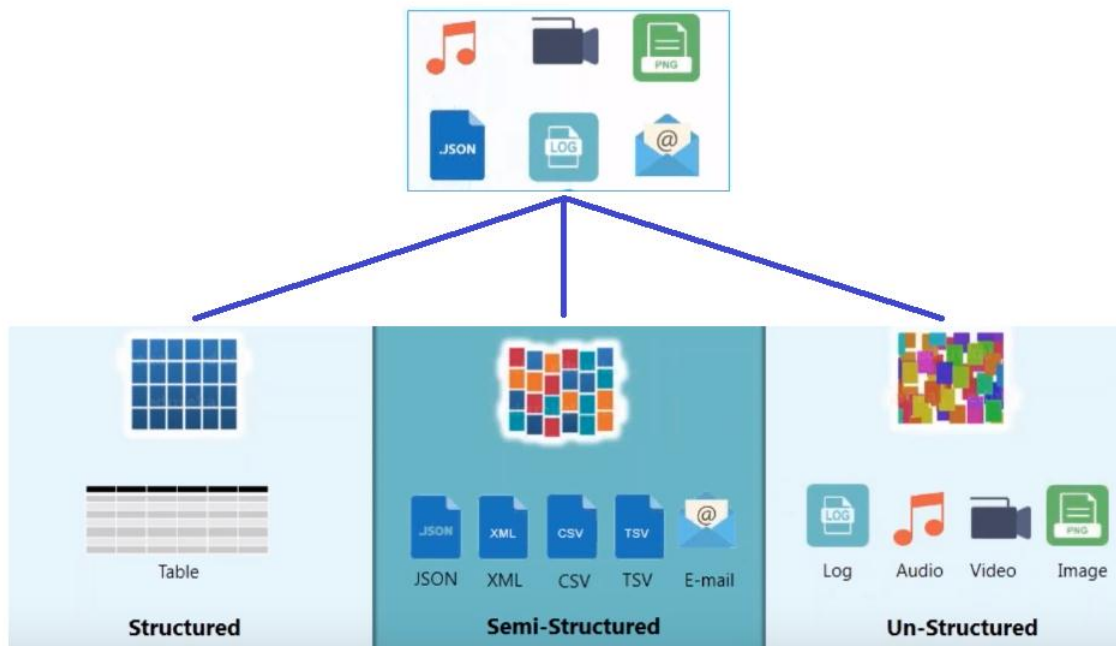 PNG
.JSON
LOG
@
@
.JSON
XML
CSV
TSV
LOG
PNG
Table
JSON XML CSV TSV E-mail
Log Audio Video Image
Structured
Semi-Structured
Un-Structured